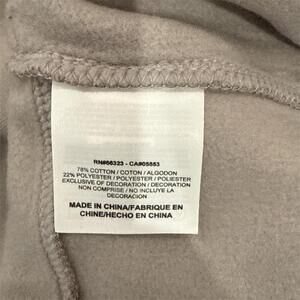 RN#56323 - CA#05553
78% COTTON / COTON / ALGODON
22% POLYESTER / POLYESTER / POLIESTER
EXCLUSIVE OF DECORATION / DECORATION
NON COMPRISE / NO INCLUYE LA
DECORACION
MADE IN CHINA/FABRIQUE EN
CHINE/HECHO EN CHINA